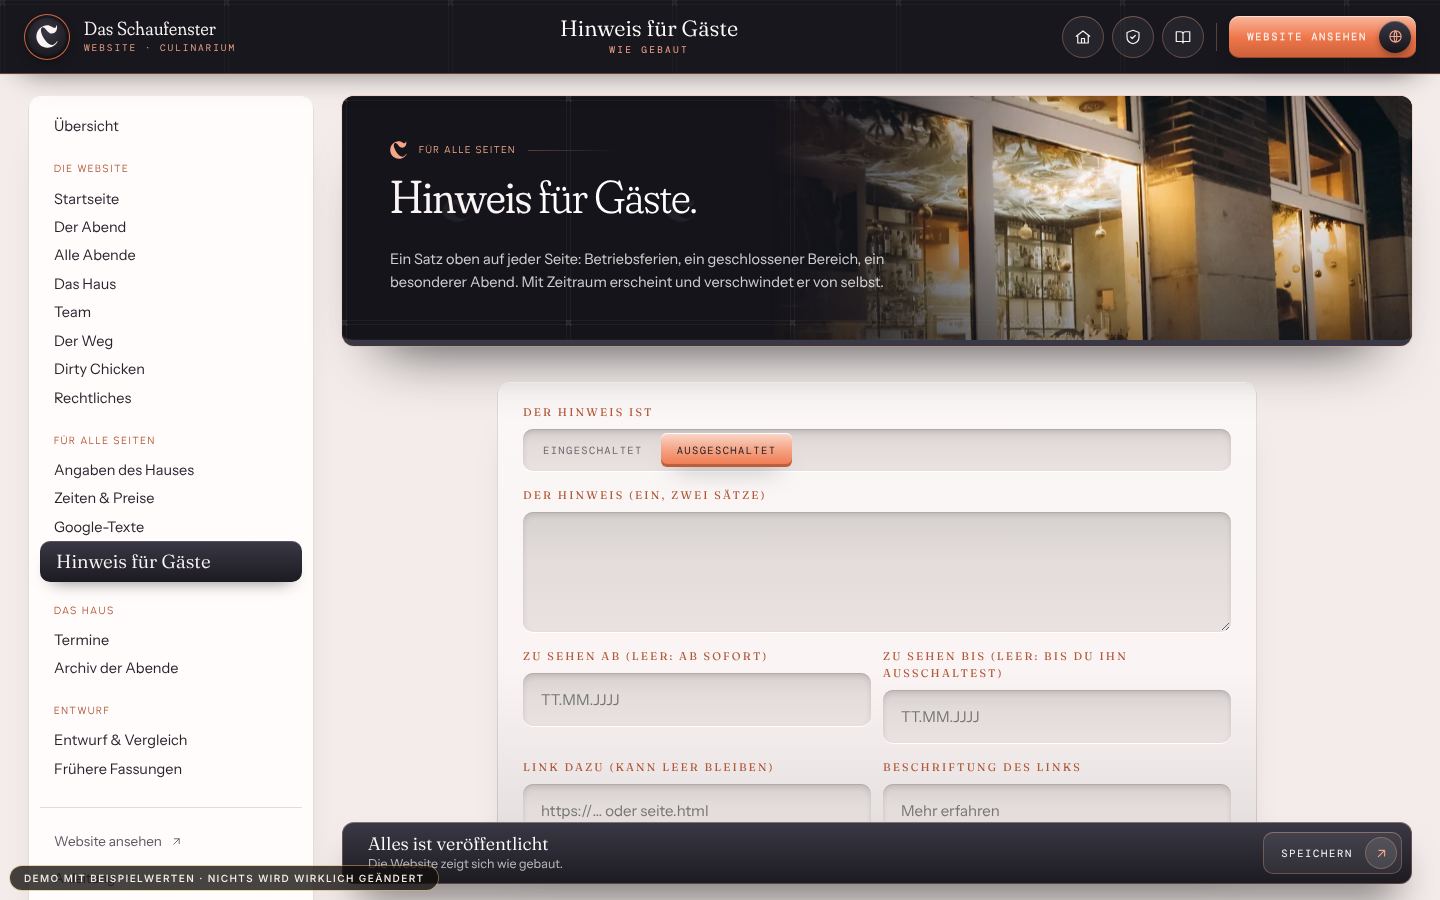 Das Schaufenster
WEBSITE · CULINARIUM
Hinweis für Gäste
WIE GEBAUT
WEBSITE ANSEHEN
Übersicht
DIE WEBSITE
Startseite
Der Abend
Alle Abende
Das Haus
Team
Der Weg
Dirty Chicken
Rechtliches
FÜR ALLE SEITEN
Angaben des Hauses
Zeiten & Preise
Google-Texte
Hinweis für Gäste
DAS HAUS
Termine
Archiv der Abende
ENTWURF
Entwurf & Vergleich
Frühere Fassungen
Website ansehen
FÜR ALLE SEITEN
Hinweis für Gäste.
Ein Satz oben auf jeder Seite: Betriebsferien, ein geschlossener Bereich, ein
besonderer Abend. Mit Zeitraum erscheint und verschwindet er von selbst.
DER HINWEIS IST
EINGESCHALTET
AUSGESCHALTET
DER HINWEIS (EIN, ZWEI SÄTZE)
ZU SEHEN AB (LEER: AB SOFORT)
TT.MM.JJJJ
ZU SEHEN BIS (LEER: BIS DU IHN
AUSSCHALTEST)
TT.MM.JJJJ
LINK DAZU (KANN LEER BLEIBEN)
https://... oder seite.html
BESCHRIFTUNG DES LINKS
Mehr erfahren
Alles ist veröffentlicht
Die Website zeigt sich wie gebaut.
SPEICHERN
DEMO MIT BEISPIELWERTEN · NICHTS WIRD WIRKLICH GEÄNDERT